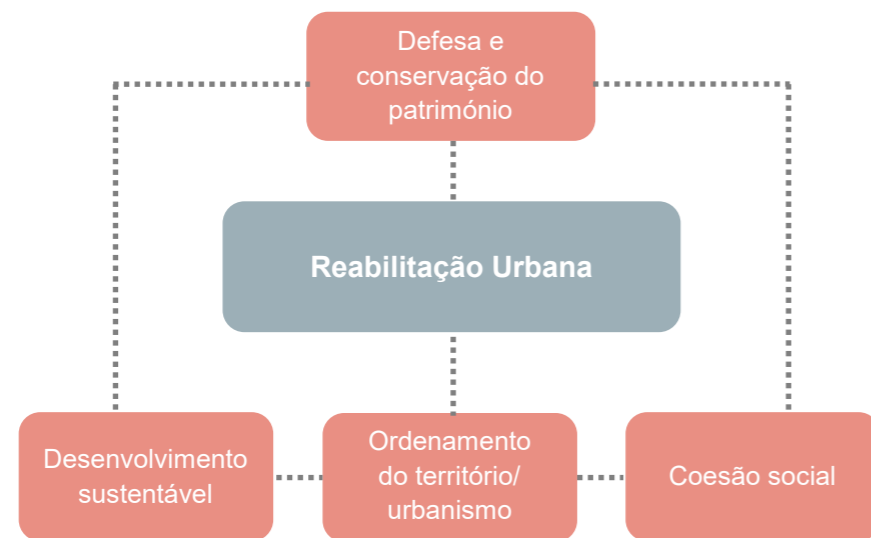 Defesa e
conservação do
património
Reabilitação Urbana
Desenvolvimento
sustentável
Ordenamento
do território/
urbanismo
Coesão social